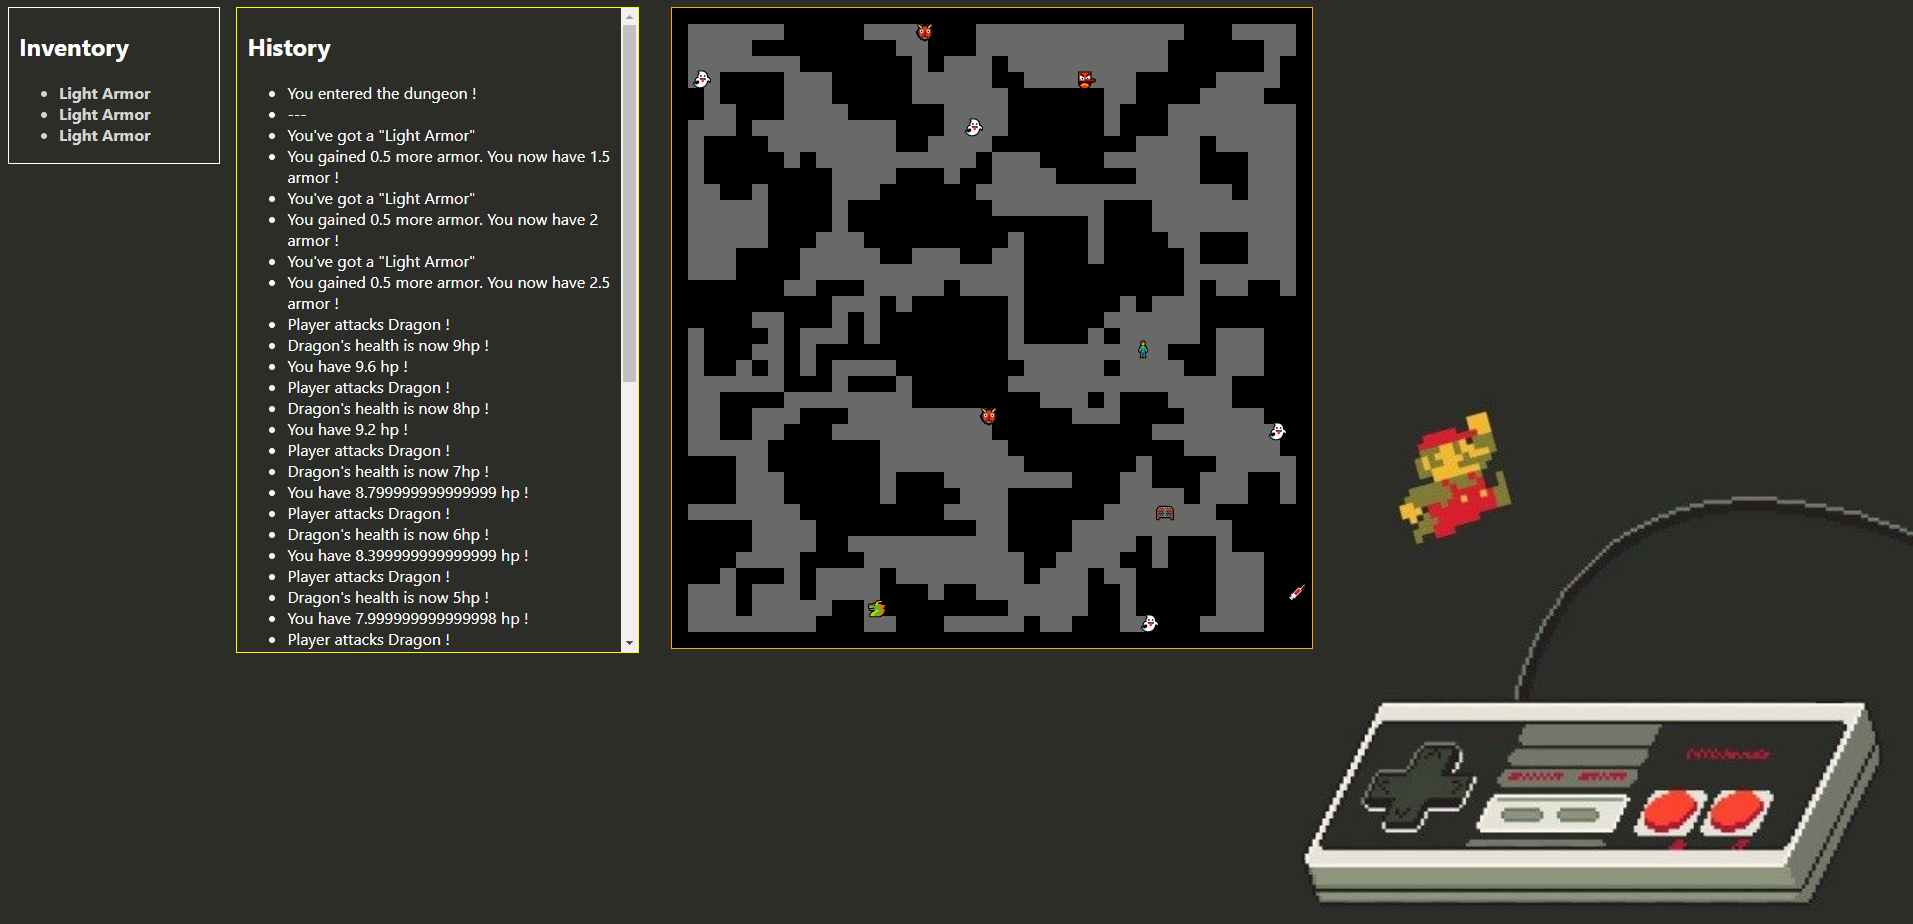 Inventory
Light Armor
Light Armor
Light Armor
History
You entered the dungeon !
---
You've got a "Light Armor"
You gained 0.5 more armor. You now have 1.5
armor !
You've got a "Light Armor"
You gained 0.5 more armor. You now have 2
armor !
You've got a "Light Armor"
You gained 0.5 more armor. You now have 2.5
armor !
Player attacks Dragon !
Dragon's health is now 9hp !
You have 9.6 hp !
Player attacks Dragon !
Dragon's health is now 8hp !
You have 9.2 hp !
Player attacks Dragon !
Dragon's health is now 7hp !
You have 8.799999999999999 hp !
Player attacks Dragon !
Dragon's health is now 6hp !
You have 8.399999999999999 hp !
Player attacks Dragon !
Dragon's health is now 5hp !
You have 7.999999999999998 hp !
Player attacks Dragon !